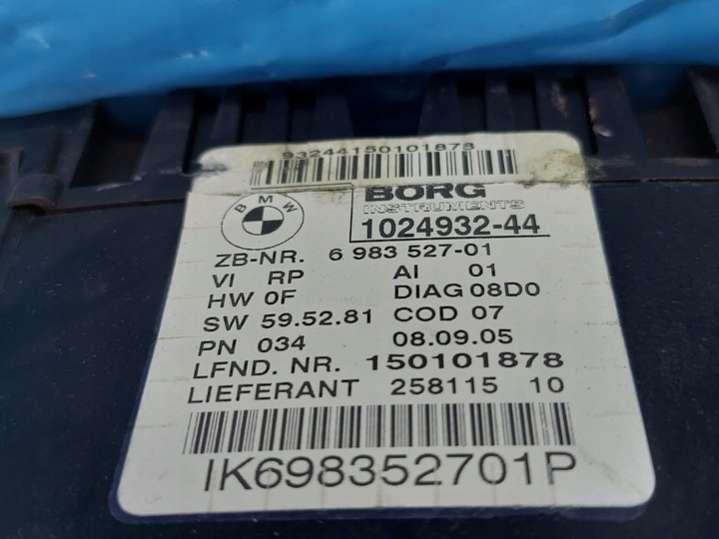 93244150101878
BMW
BORG
INSTRUMENTS
1024932-44
ZB-NR. 6 983 527-01
VI RP AI 01
HW 0F DIAG 08D0
SW 59.52.81 COD 07
PN 034 08.09.05
LFND. NR. 150101878
LIEFERANT 258115 10
IK698352701P